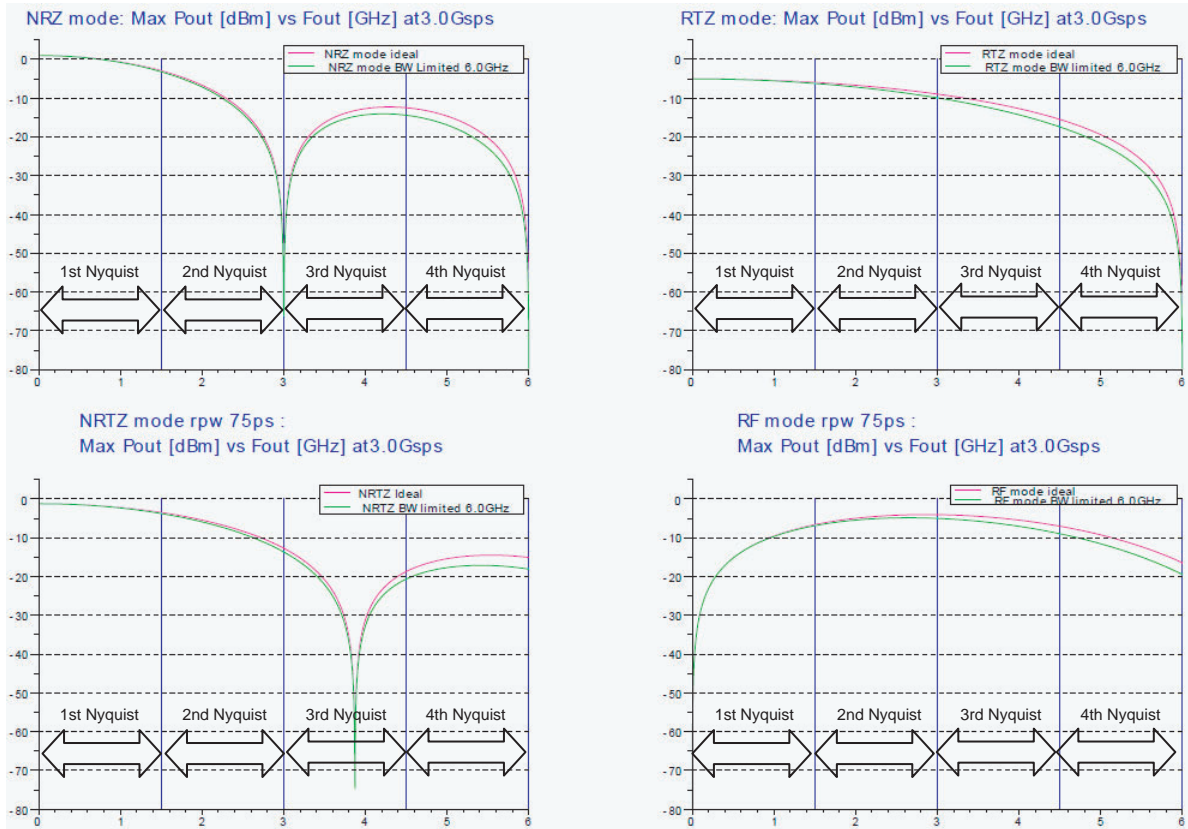 NRZ mode: Max Pout [dBm] vs Fout [GHz] at3.0Gsps
NRZ mode ideal
NRZ mode BW Limited 6.0GHz
0
-10
-20
-30
-40
-50
-60
-70
-80
1st Nyquist
2nd Nyquist
3rd Nyquist
4th Nyquist
0 1 2 3 4 5 6
RTZ mode: Max Pout [dBm] vs Fout [GHz] at3.0Gsps
RTZ mode ideal
RTZ mode BW limited 6.0GHz
0
-10
-20
-30
-40
-50
-60
-70
-80
1st Nyquist
2nd Nyquist
3rd Nyquist
4th Nyquist
0 1 2 3 4 5 6
NRTZ mode rpw 75ps :
Max Pout [dBm] vs Fout [GHz] at3.0Gsps
NRTZ Ideal
NRTZ BW limited 6.0GHz
0
-10
-20
-30
-40
-50
-60
-70
-80
1st Nyquist
2nd Nyquist
3rd Nyquist
4th Nyquist
0 1 2 3 4 5 6
RF mode rpw 75ps :
Max Pout [dBm] vs Fout [GHz] at3.0Gsps
RF mode ideal
RF mode BW limited 6.0GHz
0
-10
-20
-30
-40
-50
-60
-70
-80
1st Nyquist
2nd Nyquist
3rd Nyquist
4th Nyquist
0 1 2 3 4 5 6